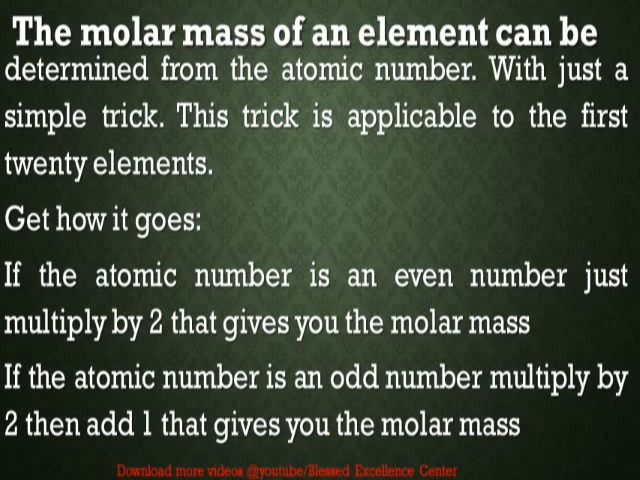 The molar mass of an element can be
determined from the atomic number. With just a
simple trick. This trick is applicable to the first
twenty elements.
Get how it goes:
If the atomic number is an even number just
multiply by 2 that gives you the molar mass
If the atomic number is an odd number multiply by
2 then add 1 that gives you the molar mass
Download more videos @youtube/Blessed Excellence Center